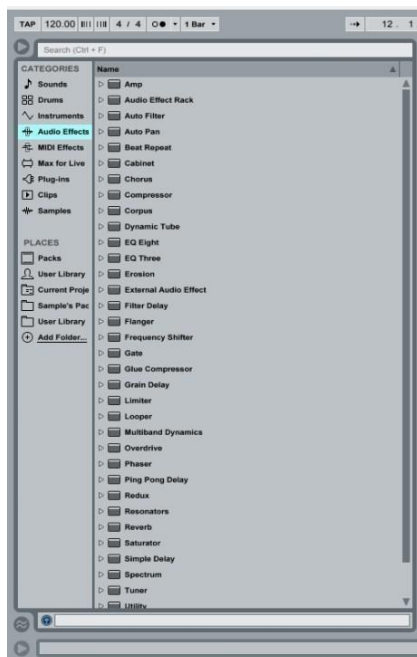 TAP 120.00 4 / 4 1 Bar 12 . 1
Search (Ctrl + F)
CATEGORIES
Sounds
Drums
Instruments
Audio Effects
MIDI Effects
Max for Live
Plug-ins
Clips
Samples
PLACES
Packs
User Library
Current Proje
Sample's Pac
User Library
Add Folder...
Name
Amp
Audio Effect Rack
Auto Filter
Auto Pan
Beat Repeat
Cabinet
Chorus
Compressor
Corpus
Dynamic Tube
EQ Eight
EQ Three
Erosion
External Audio Effect
Filter Delay
Flanger
Frequency Shifter
Gate
Glue Compressor
Grain Delay
Limiter
Looper
Multiband Dynamics
Overdrive
Phaser
Ping Pong Delay
Redux
Resonators
Reverb
Saturator
Simple Delay
Spectrum
Tuner
Utility